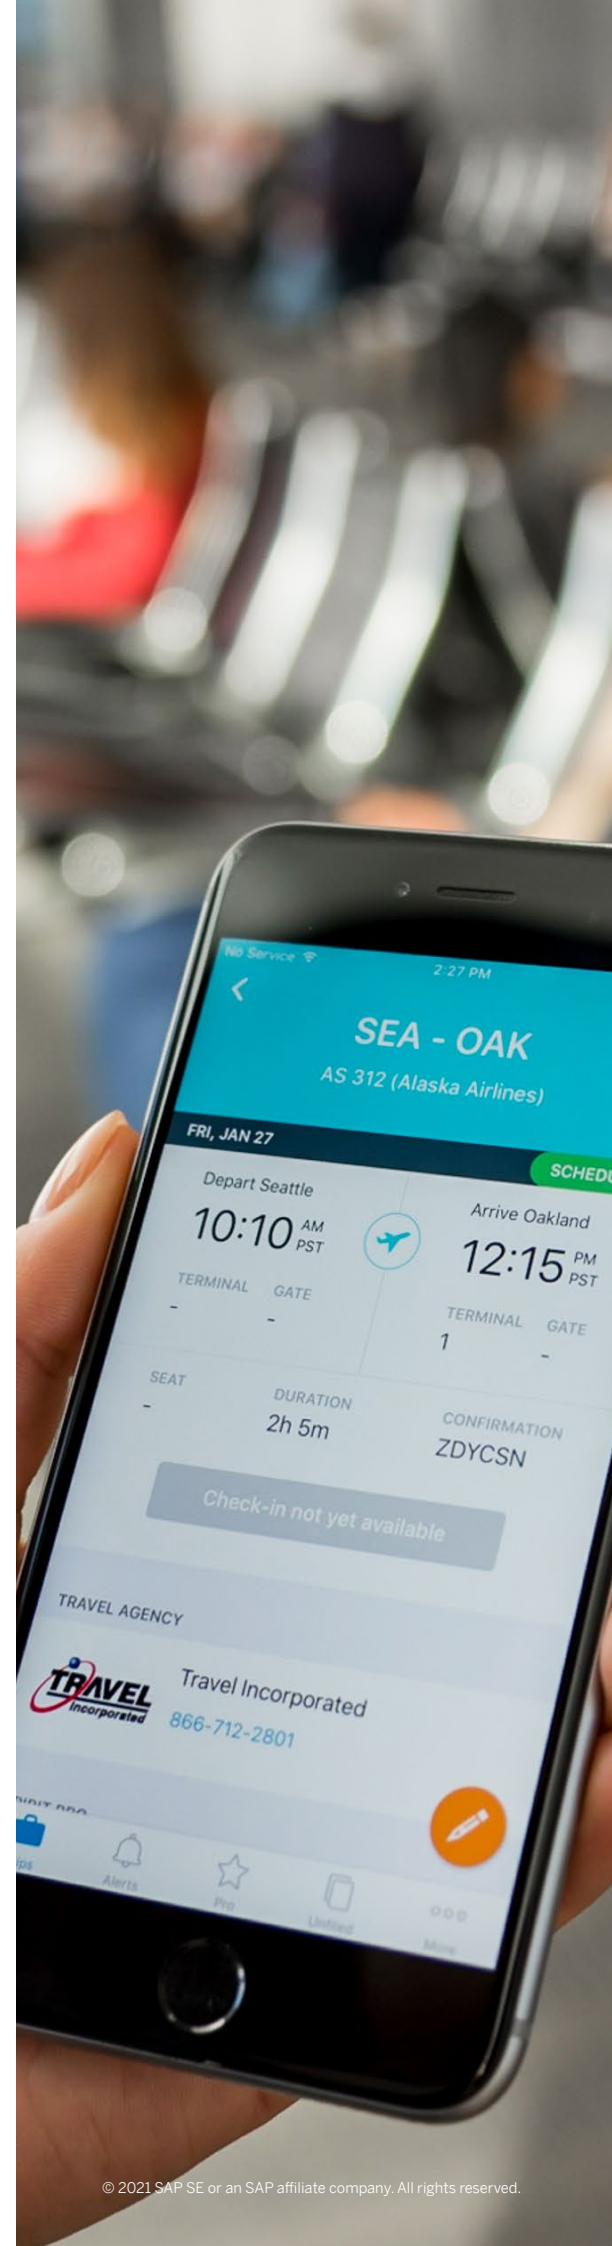 No Service
2:27 PM
SEA - OAK
AS 312 (Alaska Airlines)
FRI, JAN 27
SCHEDU
Depart Seattle
10:10 AM PST
Arrive Oakland
12:15 PM PST
TERMINAL GATE
- -
TERMINAL GATE
1 -
SEAT
-
DURATION
2h 5m
CONFIRMATION
ZDYCSN
Check-in not yet available
TRAVEL AGENCY
TRAVEL
Incorporated
Travel Incorporated
866-712-2801
ips
Alerts
Pro
More
© 2021 SAP SE or an SAP affiliate company. All rights reserved.